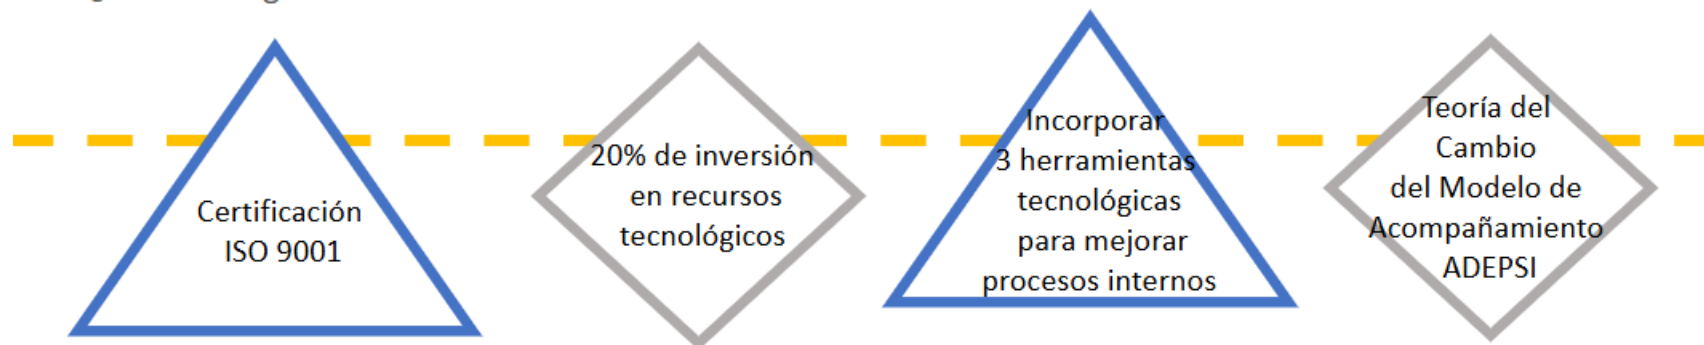 Certificación
ISO 9001
20% de inversión
en recursos
tecnológicos
Incorporar
3 herramientas
tecnológicas
para mejorar
procesos internos
Teoría del
Cambio
del Modelo de
Acompañamiento
ADEPSI